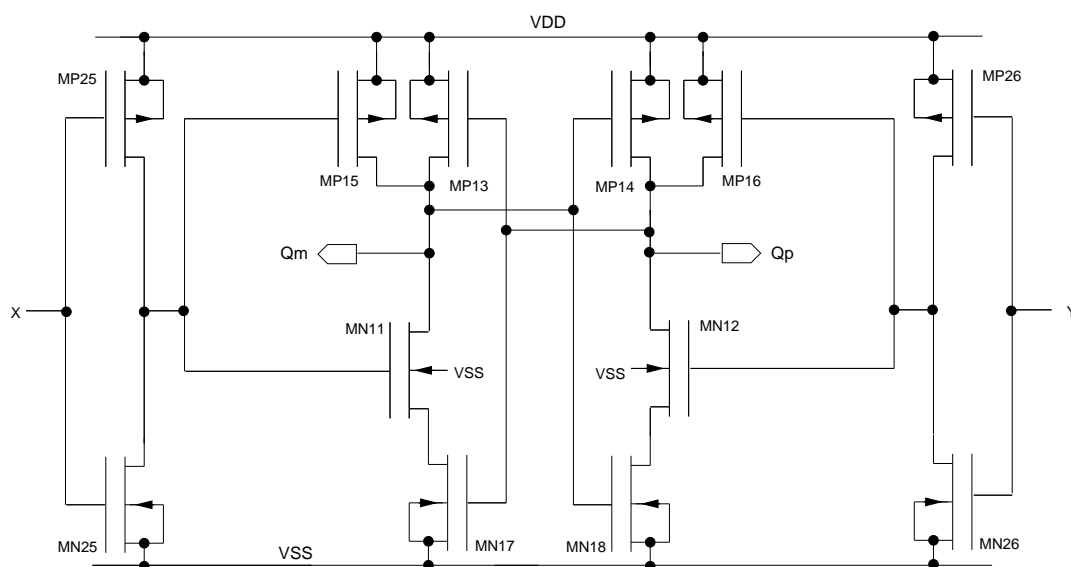 VDD
MP25
MP26
MP15
MP13
MP14
MP16
Qm
Qp
X
Y
MN11
MN12
VSS
VSS
MN25
VSS
MN17
MN18
MN26